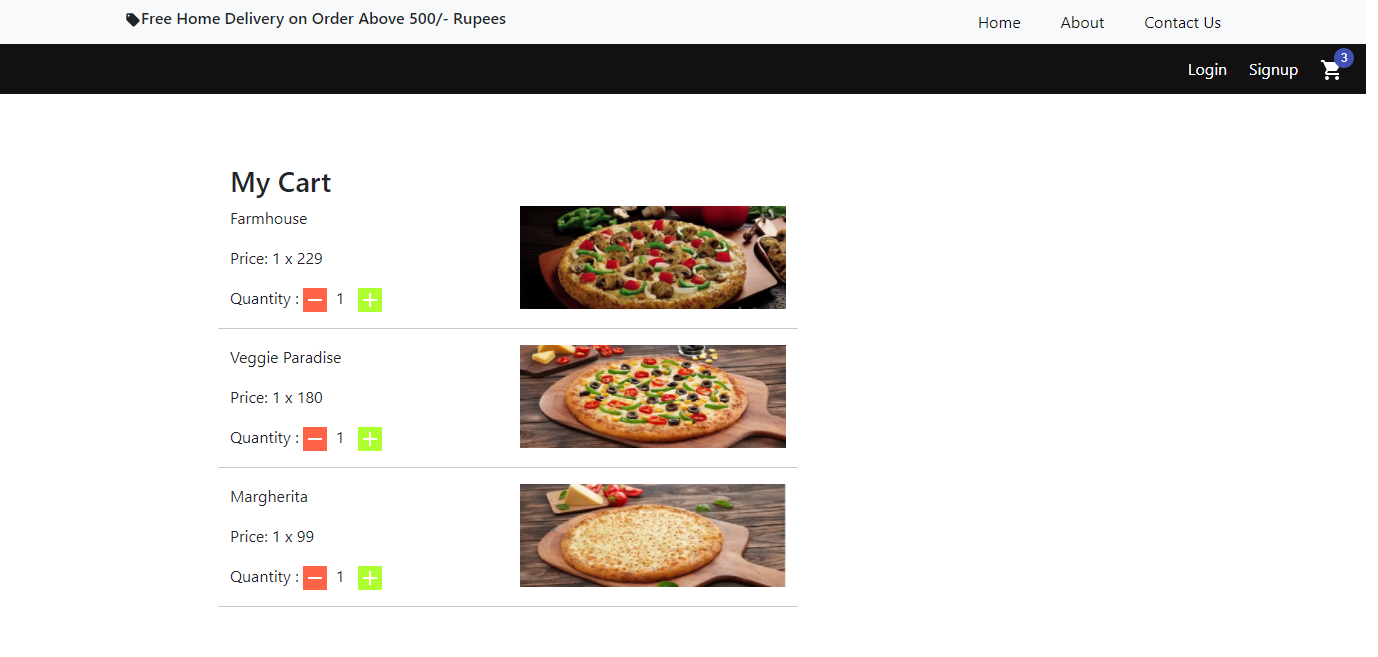 Free Home Delivery on Order Above 500/- Rupees
Home About Contact Us
Login Signup 3
My Cart
Farmhouse
Price: 1 x 229
Quantity : 1
Veggie Paradise
Price: 1 x 180
Quantity : 1
Margherita
Price: 1 x 99
Quantity : 1